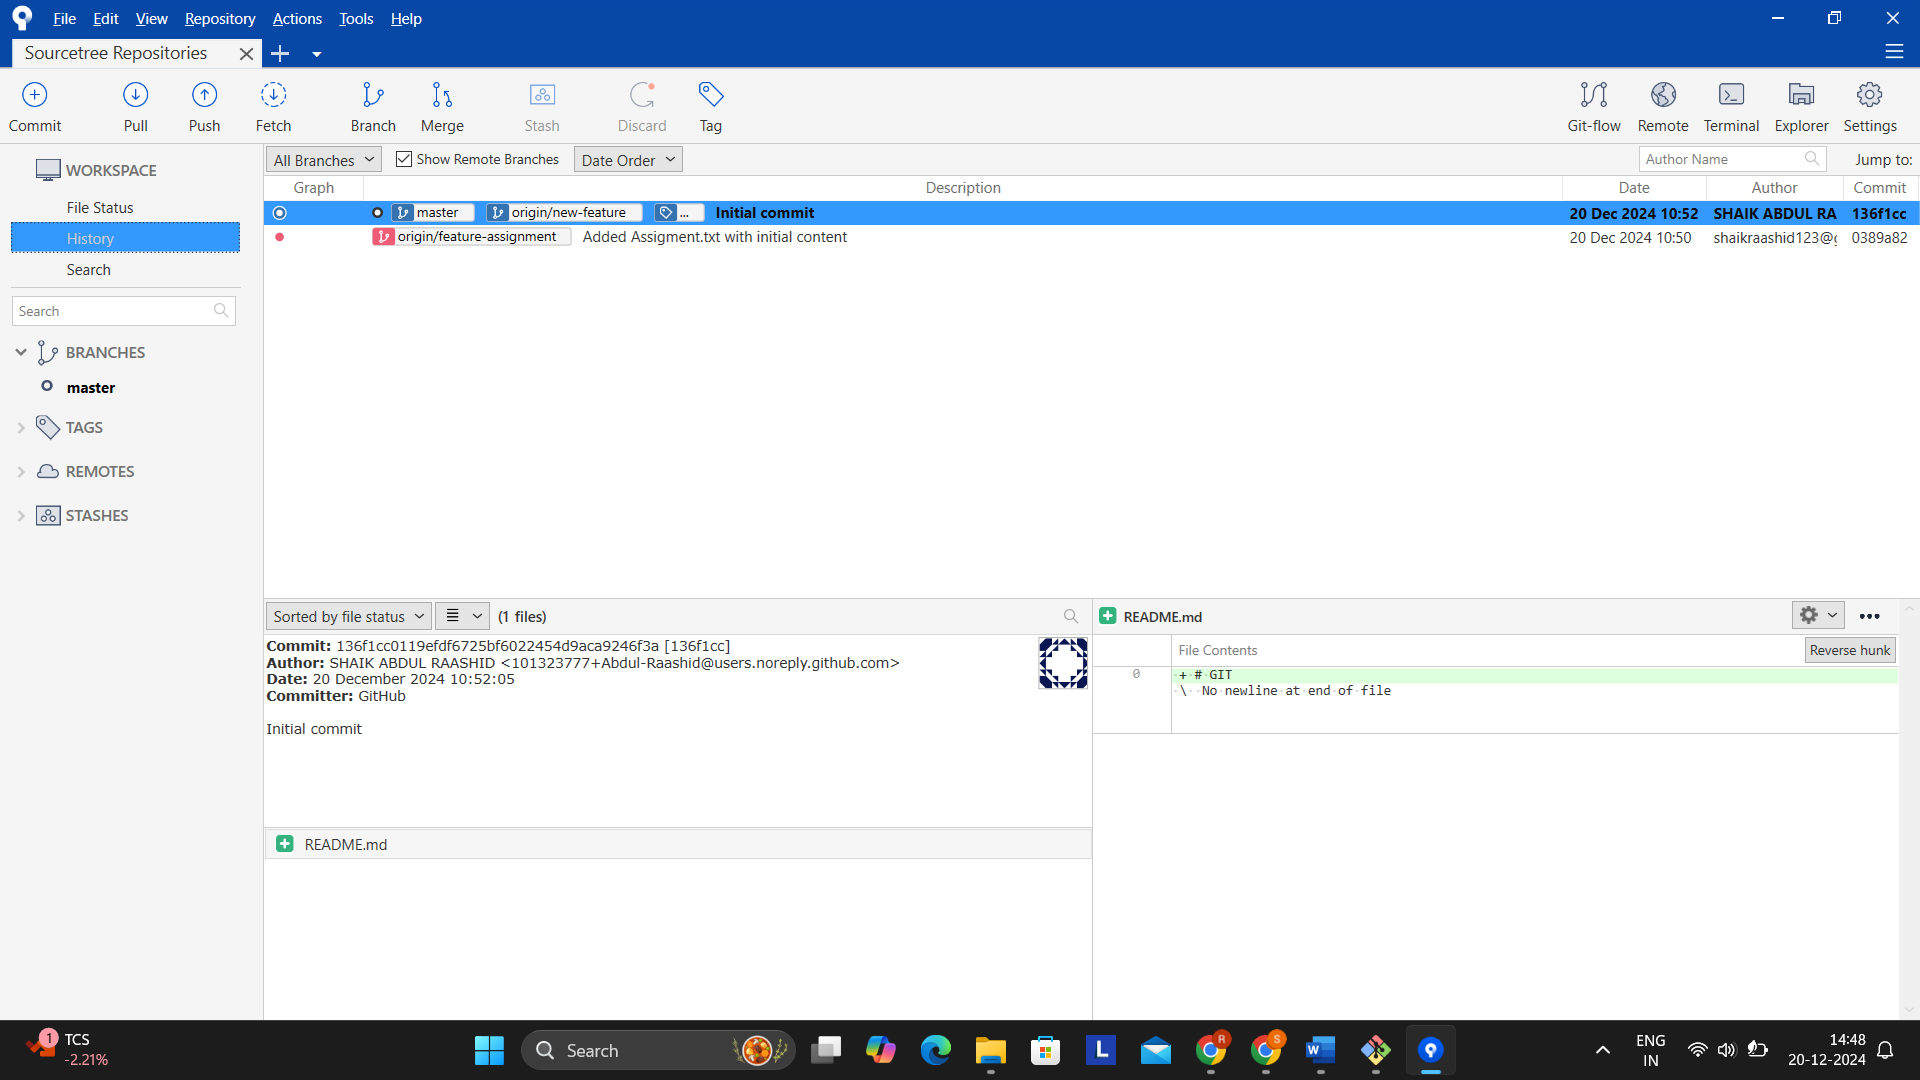 File Edit View Repository Actions Tools Help
Sourcetree Repositories
Commit Pull Push Fetch Branch Merge Stash Discard Tag Git-flow Remote Terminal Explorer Settings
WORKSPACE
File Status
History
Search
Search
BRANCHES
master
TAGS
REMOTES
STASHES
All Branches Show Remote Branches Date Order Author Name Jump to:
Graph Description Date Author Commit
master origin/new-feature ... Initial commit 20 Dec 2024 10:52 SHAIK ABDUL RA 136f1cc
origin/feature-assignment Added Assigment.txt with initial content 20 Dec 2024 10:50 shaikraashid123@g 0389a82
Sorted by file status (1 files)
Commit: 136f1cc0119efdf6725bf6022454d9aca9246f3a [136f1cc]
Author: SHAIK ABDUL RAASHID <101323777+Abdul-Raashid@users.noreply.github.com>
Date: 20 December 2024 10:52:05
Committer: GitHub
Initial commit
README.md
README.md
File Contents Reverse hunk
0 + # GIT
\ No newline at end of file
1 TCS
-2.21%
Search
L
R
S
W
ENG
IN
14:48
20-12-2024